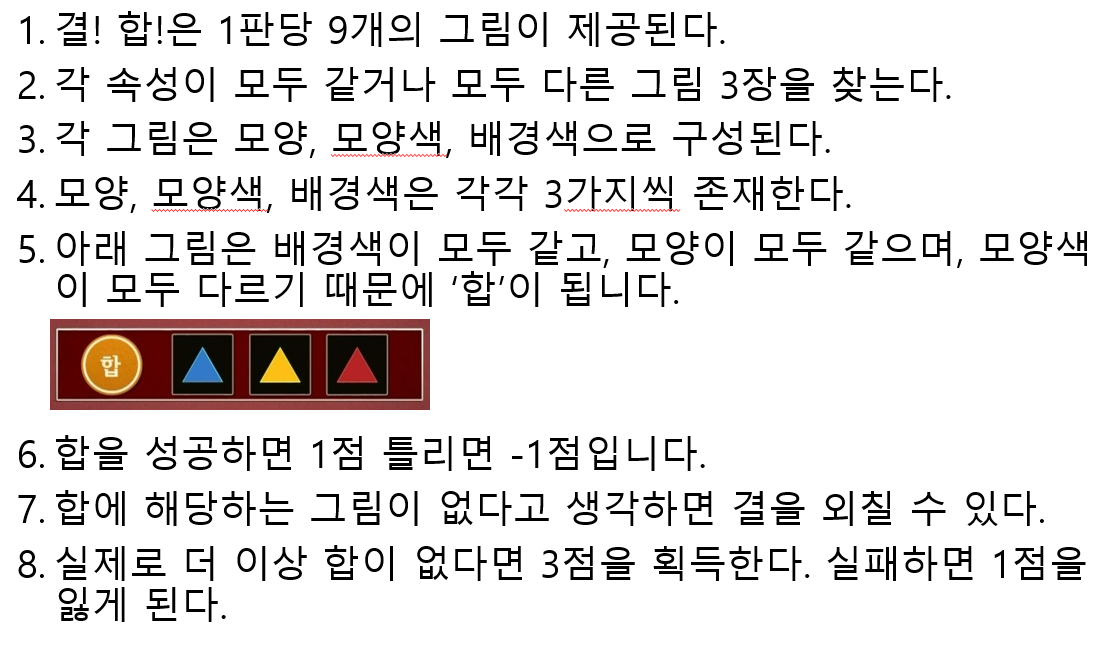 1. 결! 합!은 1판당 9개의 그림이 제공된다.
2. 각 속성이 모두 같거나 모두 다른 그림 3장을 찾는다.
3. 각 그림은 모양, 모양색, 배경색으로 구성된다.
4. 모양, 모양색, 배경색은 각각 3가지씩 존재한다.
5. 아래 그림은 배경색이 모두 같고, 모양이 모두 같으며, 모양색
이 모두 다르기 때문에 ‘합’이 됩니다.
합
6. 합을 성공하면 1점 틀리면 -1점입니다.
7. 합에 해당하는 그림이 없다고 생각하면 결을 외칠 수 있다.
8. 실제로 더 이상 합이 없다면 3점을 획득한다. 실패하면 1점을
잃게 된다.